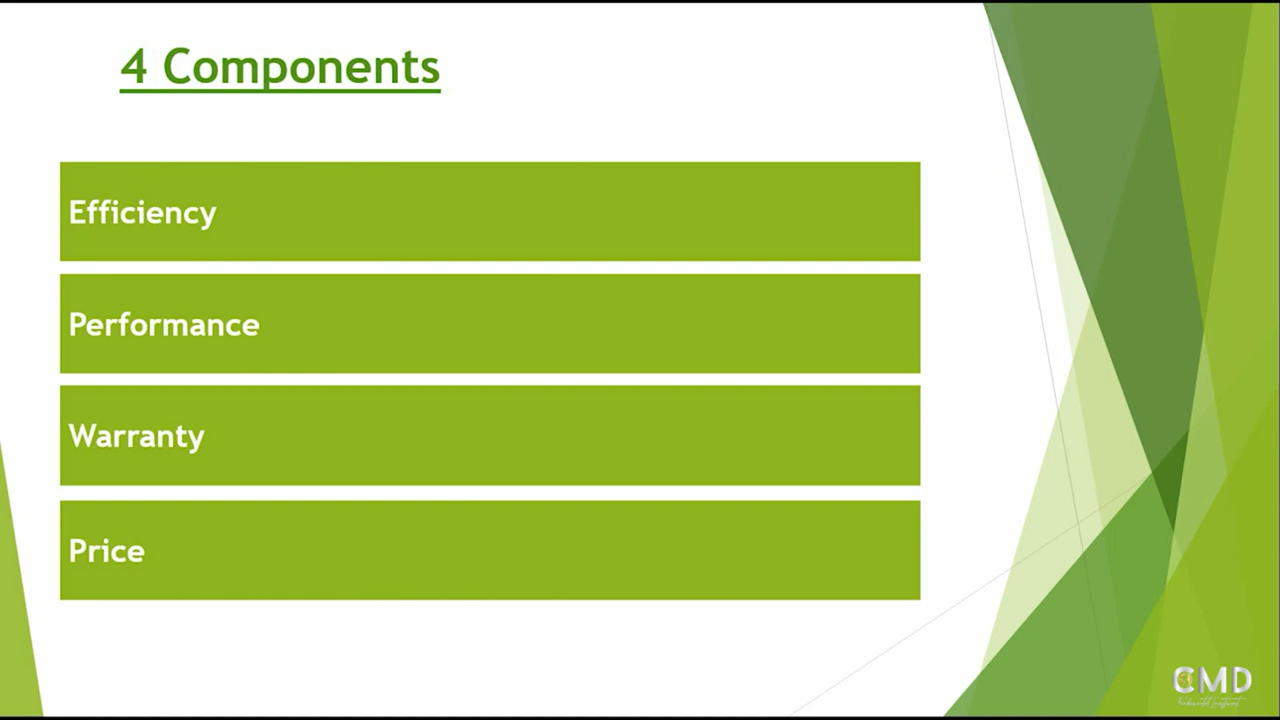 4 Components
Efficiency
Performance
Warranty
Price
CMD